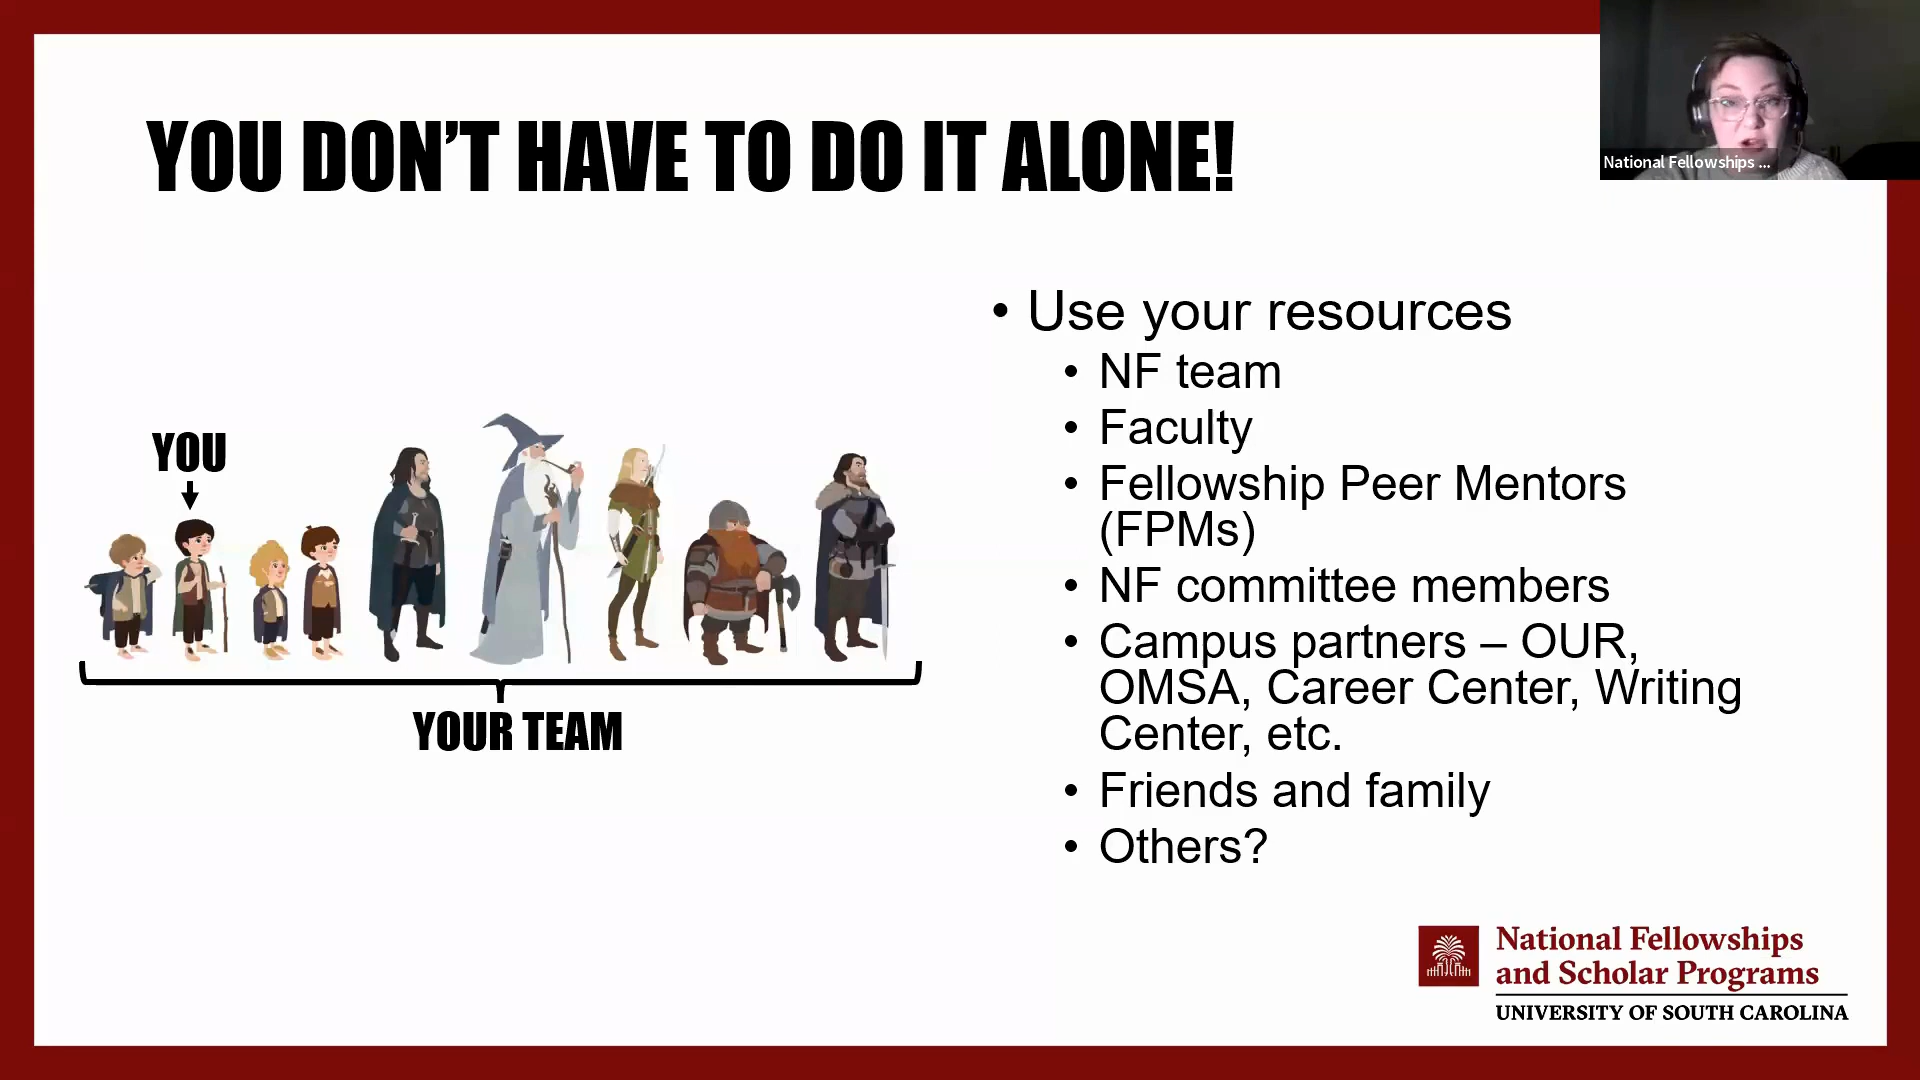 YOU DON'T HAVE TO DO IT ALONE!
National Fellowships ...
• Use your resources
• NF team
• Faculty
• Fellowship Peer Mentors
(FPMs)
• NF committee members
• Campus partners – OUR,
OMSA, Career Center, Writing
Center, etc.
• Friends and family
• Others?
YOU
YOUR TEAM
National Fellowships
and Scholar Programs
UNIVERSITY OF SOUTH CAROLINA